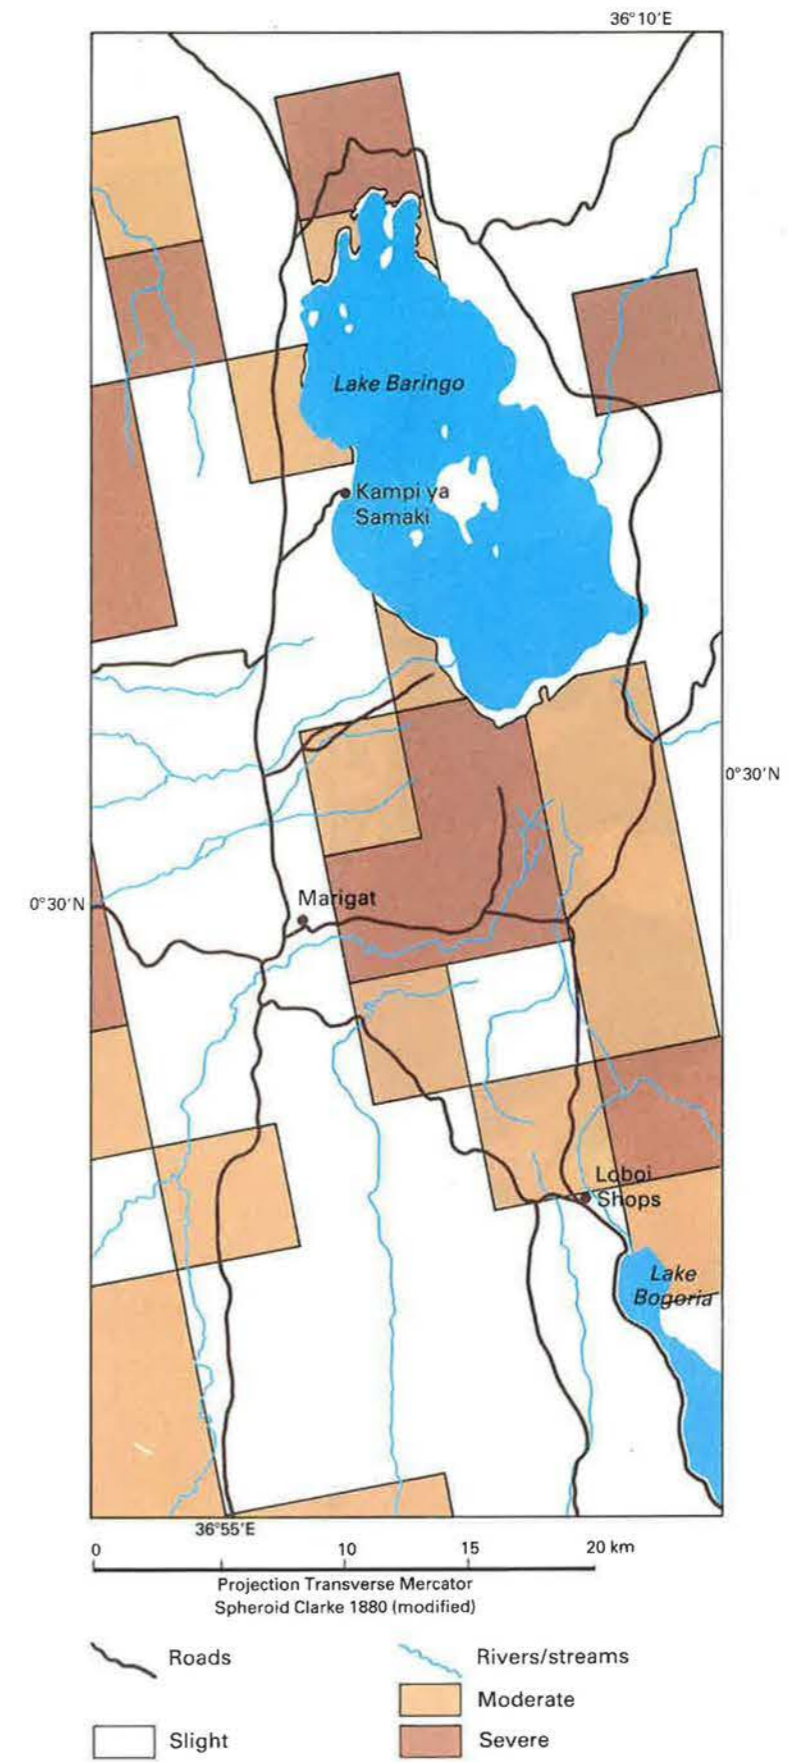 36°10'E
Lake Baringo
Kampi ya
Samaki
0°30'N
0°30'N
Marigat
Loboi
Shops
Lake
Bogoria
36°55'E
0 10 15 20 km
Projection Transverse Mercator
Spheroid Clarke 1880 (modified)
Roads
Rivers/streams
Moderate
Slight
Severe